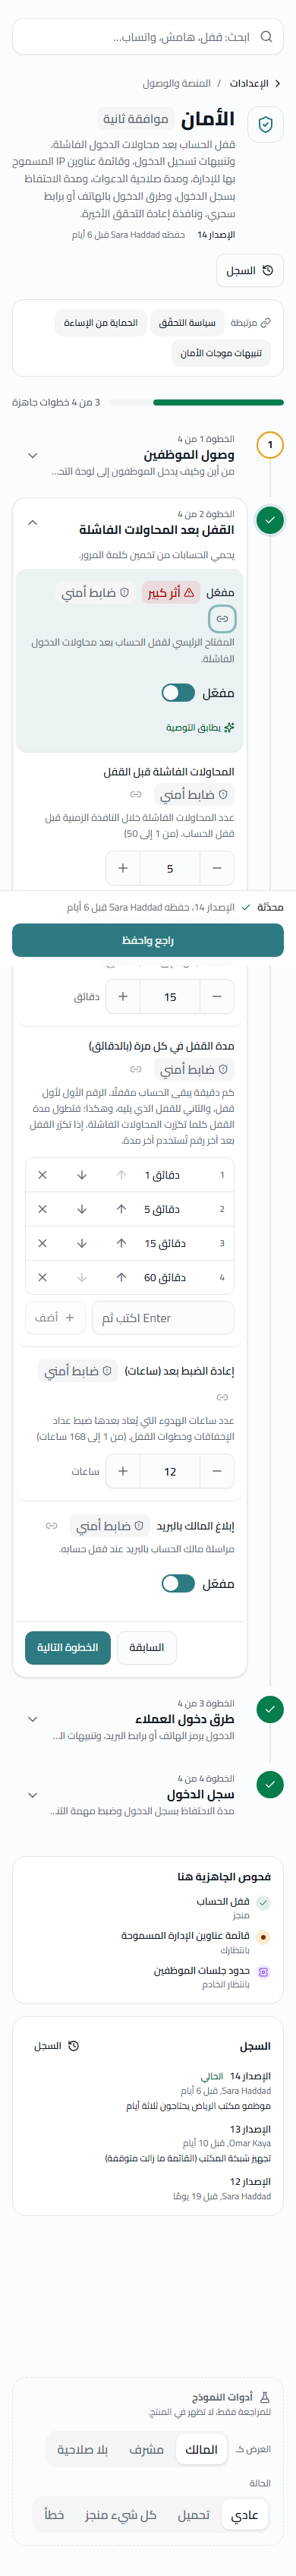 ابحث: قفل، هامش، واتساب...
الإعدادات / المنصة والوصول
الأمان موافقة ثانية
قفل الحساب بعد محاولات الدخول الفاشلة،
وتنبيهات تسجيل الدخول، وقائمة عناوين IP المسموح
بها للإدارة، ومدة صلاحية الدعوات، ومدة الاحتفاظ
بسجل الدخول، وطرق الدخول بالهاتف أو برابط
سحري، ونافذة إعادة التحقق الأخيرة.
الإصدار 14 حفظه Sara Haddad قبل 6 أيام
السجل
مرتبطة سياسة التحقّق الحماية من الإساءة
تنبيهات موجات الأمان
3 من 4 خطوات جاهزة
1
الخطوة 1 من 4
وصول الموظفين
من أين وكيف يدخل الموظفون إلى لوحة التح...
الخطوة 2 من 4
القفل بعد المحاولات الفاشلة
يحمي الحسابات من تخمين كلمة المرور.
مفعّل أثر كبير ضابط أمني
المفتاح الرئيسي لقفل الحساب بعد محاولات الدخول
الفاشلة.
مفعّل
يطابق التوصية
المحاولات الفاشلة قبل القفل
ضابط أمني
عدد المحاولات الفاشلة خلال النافذة الزمنية قبل
قفل الحساب. (من 1 إلى 50)
5
محدّثة الإصدار 14، حفظه Sara Haddad قبل 6 أيام
راجع واحفظ
15 دقائق
مدة القفل في كل مرة (بالدقائق)
ضابط أمني
كم دقيقة يبقى الحساب مقفلًا. الرقم الأول لأول
قفل، والثاني للقفل الذي يليه، وهكذا؛ فتطول مدة
القفل كلما تكرّرت المحاولات الفاشلة. إذا تكرّر القفل
بعد آخر رقم تُستخدم آخر مدة.
1 1 دقائق
2 5 دقائق
3 15 دقائق
4 60 دقائق
اكتب ثم Enter أضف
إعادة الضبط بعد (ساعات) ضابط أمني
عدد ساعات الهدوء التي يُعاد بعدها ضبط عداد
الإخفاقات وخطوات القفل. (من 1 إلى 168 ساعات)
12 ساعات
إبلاغ المالك بالبريد ضابط أمني
مراسلة مالك الحساب بالبريد عند قفل حسابه.
مفعّل
السابقة الخطوة التالية
الخطوة 3 من 4
طرق دخول العملاء
الدخول برمز الهاتف أو برابط البريد، وتنبيهات الـ...
الخطوة 4 من 4
سجل الدخول
مدة الاحتفاظ بسجل الدخول وضبط مهمة التن...
فحوص الجاهزية هنا
قفل الحساب
منجز
قائمة عناوين الإدارة المسموحة
بانتظارك
حدود جلسات الموظفين
بانتظار الخادم
السجل السجل
الإصدار 14 الحالي
Sara Haddad، قبل 6 أيام
موظفو مكتب الرياض يحتاجون ثلاثة أيام
الإصدار 13
Omar Kaya، قبل 10 أيام
تجهيز شبكة المكتب (القائمة ما زالت متوقفة)
الإصدار 12
Sara Haddad، قبل 19 يومًا
أدوات النموذج
للمراجعة فقط، لا تظهر في المنتج.
العرض كـ المالك مشرف بلا صلاحية
الحالة
عادي تحميل كل شيء منجز خطأ